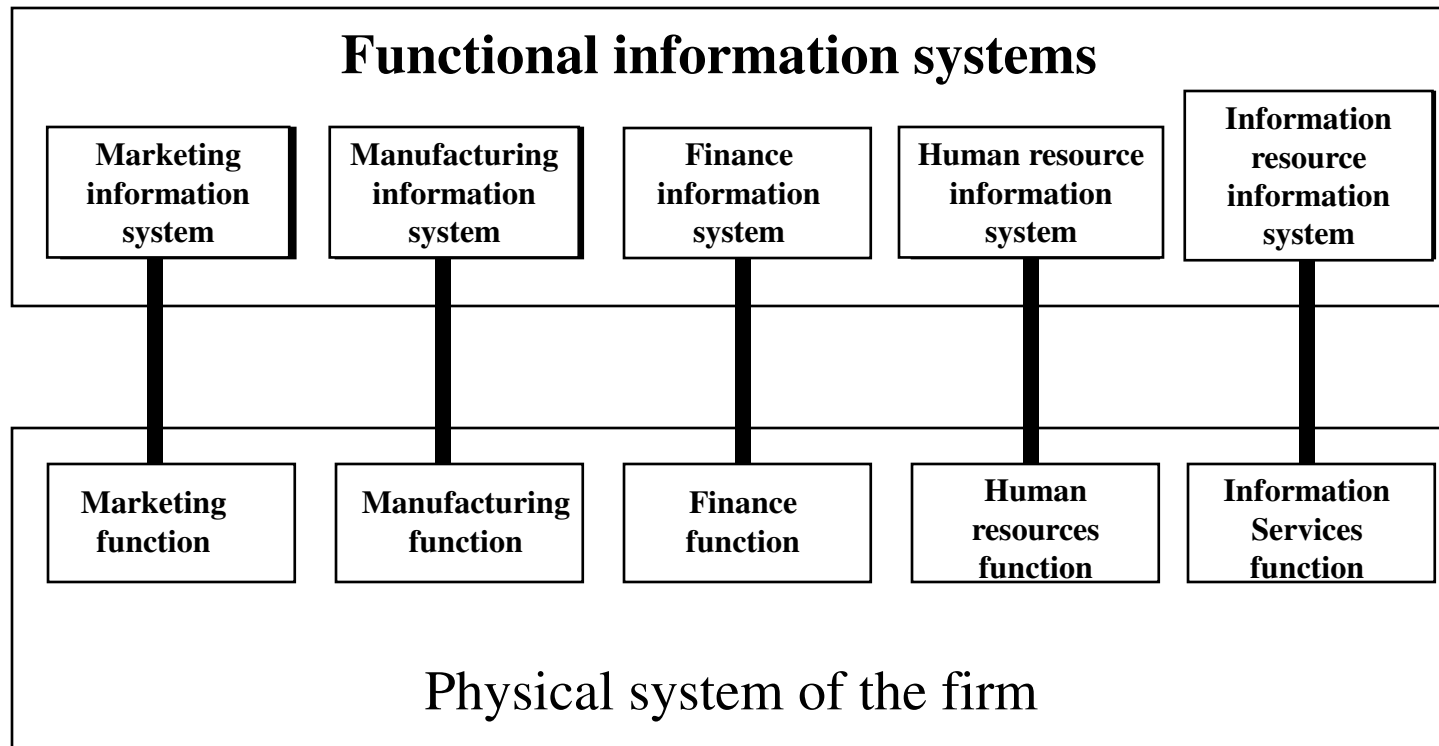 Functional information systems
Marketing
information
system
Manufacturing
information
system
Finance
information
system
Human resource
information
system
Information
resource
information
system
Marketing
function
Manufacturing
function
Finance
function
Human
resources
function
Information
Services
function
Physical system of the firm